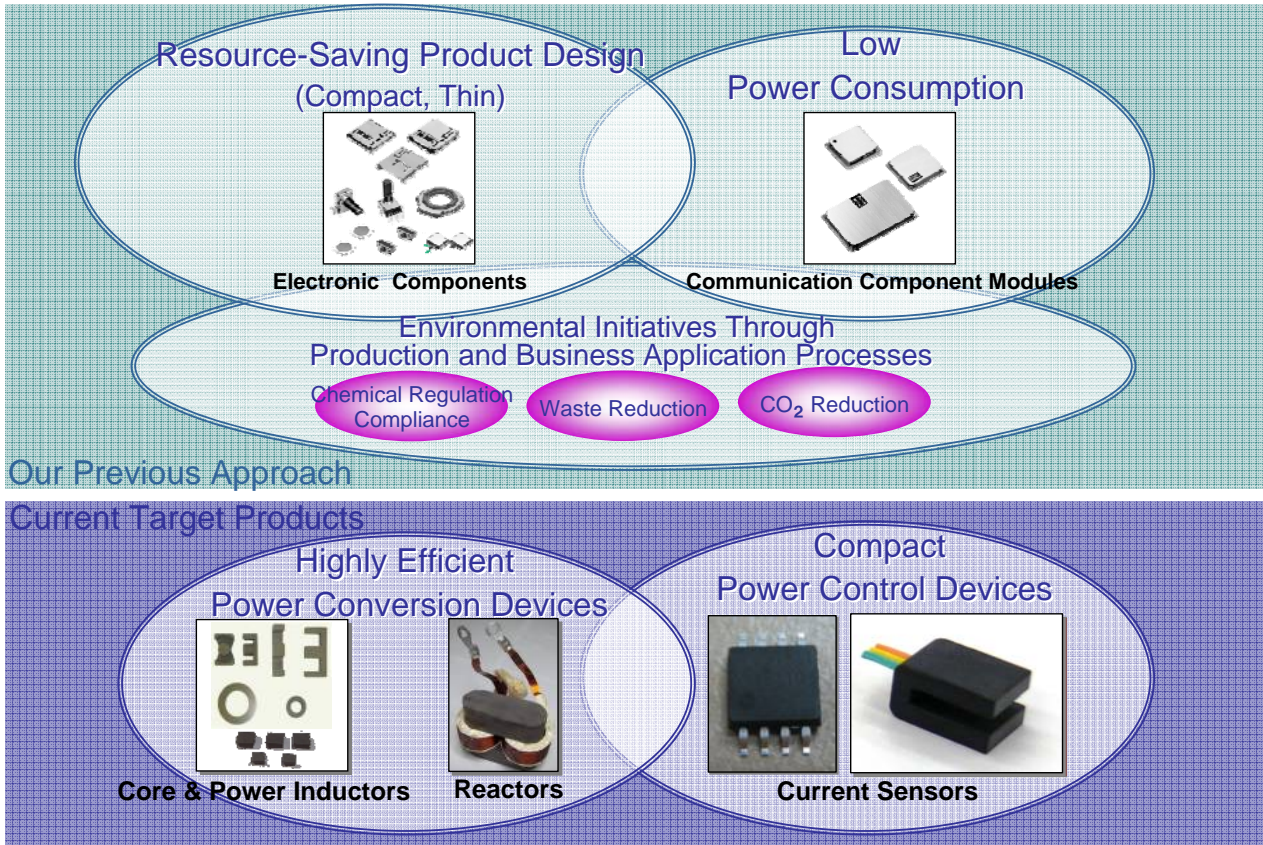 Resource-Saving Product Design
(Compact, Thin)
Low
Power Consumption
Electronic Components
Communication Component Modules
Environmental Initiatives Through
Production and Business Application Processes
Chemical Regulation
Compliance
Waste Reduction
CO2 Reduction
Our Previous Approach
Current Target Products
Highly Efficient
Power Conversion Devices
Compact
Power Control Devices
Core & Power Inductors
Reactors
Current Sensors